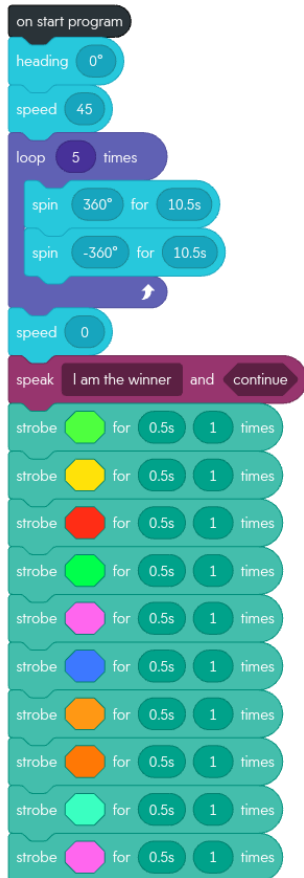 on start program
heading 0°
speed 45
loop 5 times
spin 360° for 10.5s
spin -360° for 10.5s
speed 0
speak I am the winner and continue
strobe for 0.5s 1 times
strobe for 0.5s 1 times
strobe for 0.5s 1 times
strobe for 0.5s 1 times
strobe for 0.5s 1 times
strobe for 0.5s 1 times
strobe for 0.5s 1 times
strobe for 0.5s 1 times
strobe for 0.5s 1 times
strobe for 0.5s 1 times